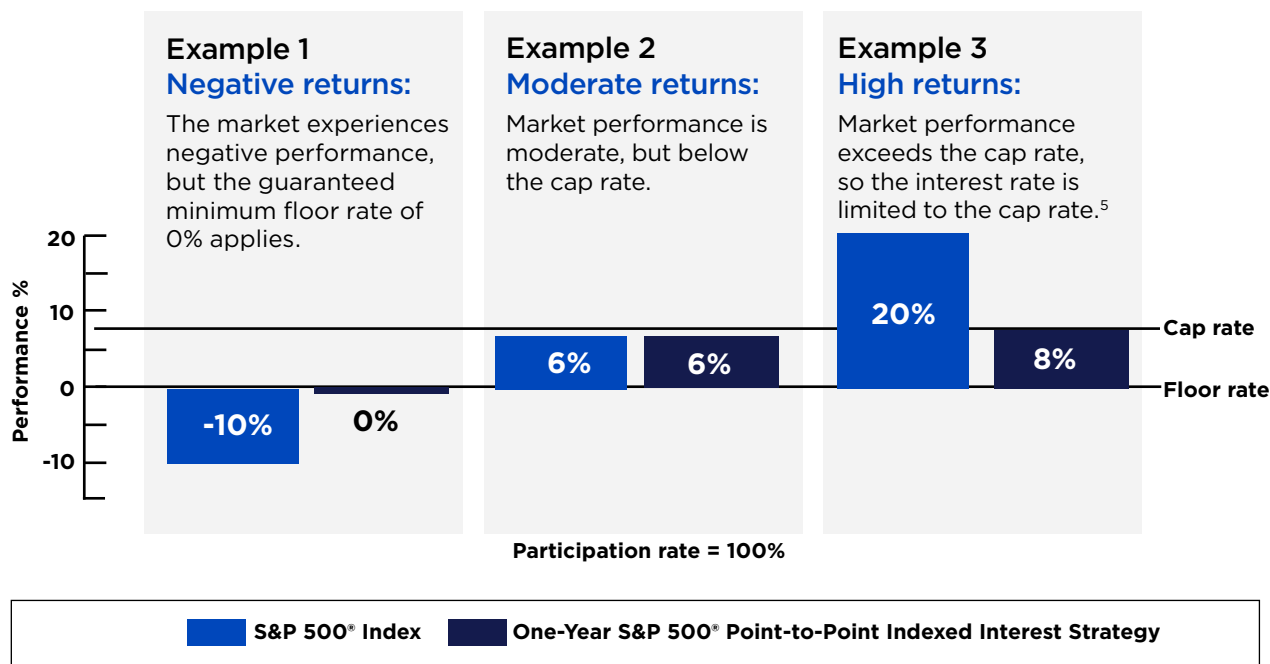 Example 1
Negative returns:
The market experiences
negative performance,
but the guaranteed
minimum floor rate of
0% applies.
Example 2
Moderate returns:
Market performance is
moderate, but below
the cap rate.
Example 3
High returns:
Market performance
exceeds the cap rate,
so the interest rate is
limited to the cap rate.⁵
Performance %
20
10
0
-10
-10%
0%
6%
6%
20%
8%
Cap rate
Floor rate
Participation rate = 100%
S&P 500® Index
One-Year S&P 500® Point-to-Point Indexed Interest Strategy